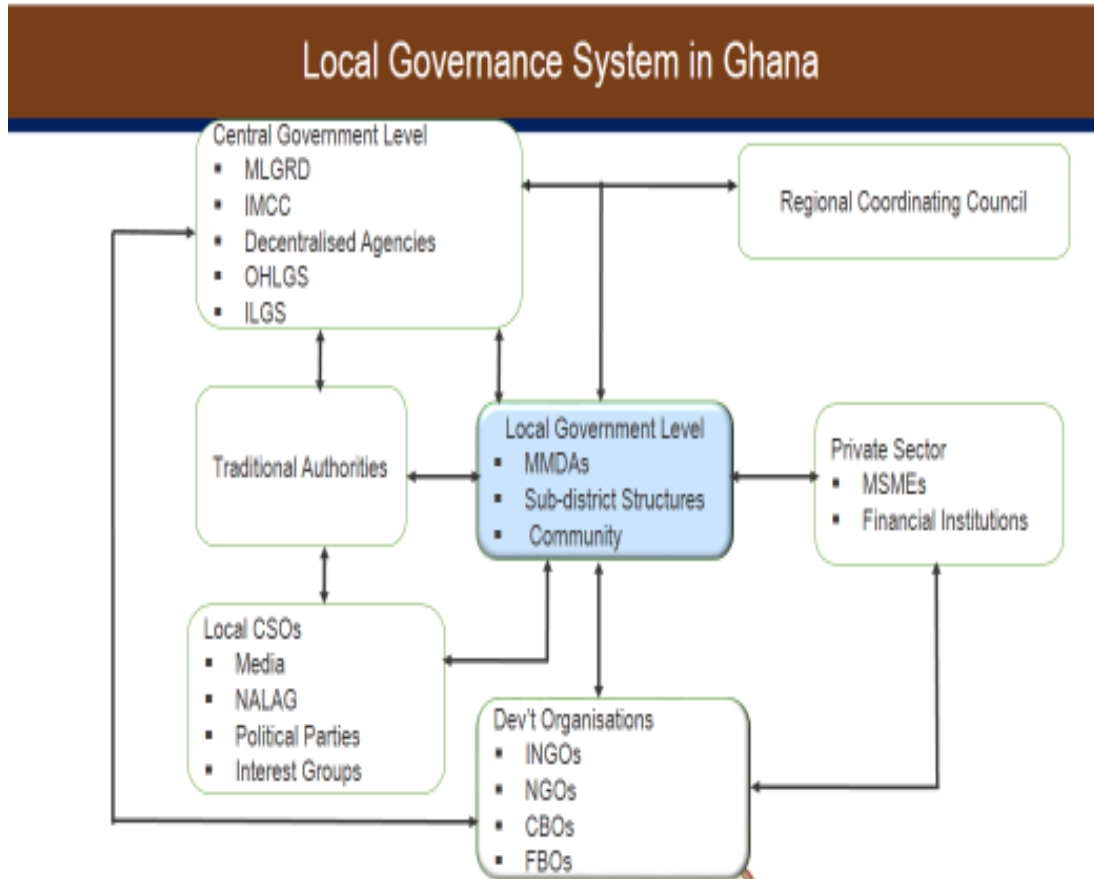 Local Governance System in Ghana
Central Government Level
▪ MLGRD
▪ IMCC
▪ Decentralised Agencies
▪ OHLGS
▪ ILGS
Regional Coordinating Council
Traditional Authorities
Local Government Level
▪ MMDAs
▪ Sub-district Structures
▪ Community
Private Sector
▪ MSMEs
▪ Financial Institutions
Local CSOs
▪ Media
▪ NALAG
▪ Political Parties
▪ Interest Groups
Dev't Organisations
▪ INGOs
▪ NGOs
▪ CBOs
▪ FBOs